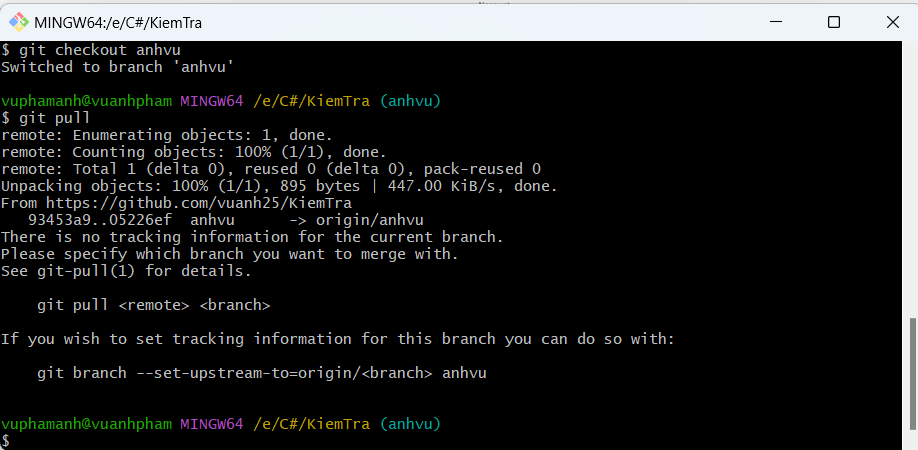 MINGW64:/e/C#/KiemTra
$ git checkout anhvu
Switched to branch 'anhvu'
vuphamanh@vuanhpham MINGW64 /e/C#/KiemTra (anhvu)
$ git pull
remote: Enumerating objects: 1, done.
remote: Counting objects: 100% (1/1), done.
remote: Total 1 (delta 0), reused 0 (delta 0), pack-reused 0
Unpacking objects: 100% (1/1), 895 bytes | 447.00 KiB/s, done.
From https://github.com/vuanh25/KiemTra
   93453a9..05226ef  anhvu      -> origin/anhvu
There is no tracking information for the current branch.
Please specify which branch you want to merge with.
See git-pull(1) for details.
    git pull <remote> <branch>
If you wish to set tracking information for this branch you can do so with:
    git branch --set-upstream-to=origin/<branch> anhvu
vuphamanh@vuanhpham MINGW64 /e/C#/KiemTra (anhvu)
$